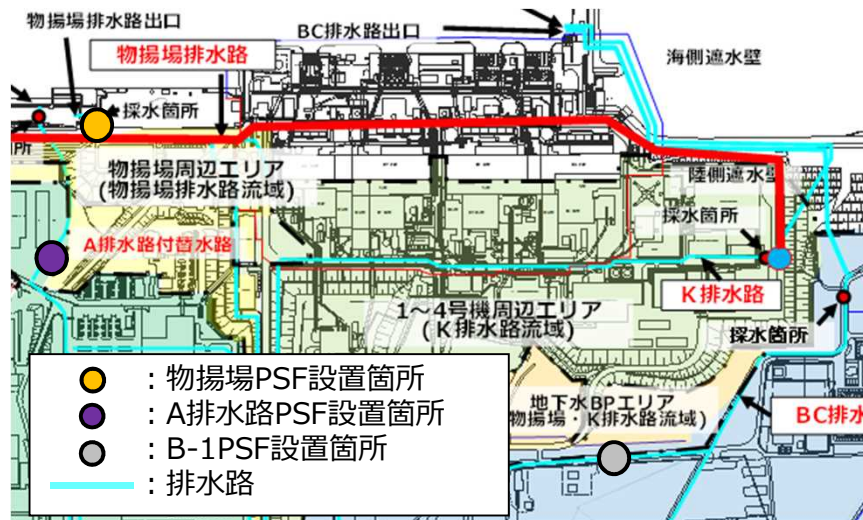 物揚場排水路出口
BC排水路出口
海側遮水壁
物揚場排水路
採水箇所
所
物揚場周辺エリア
(物揚場排水路流域)
陸側遮水壁
採水箇所
A排水路付替水路
K排水路
1～4号機周辺エリア
(K排水路流域)
採水箇所
地下水BPエリア
物揚場・K排水路流域)
BC排水
：物揚場PSF設置箇所
：A排水路PSF設置箇所
：B-1PSF設置箇所
：排水路